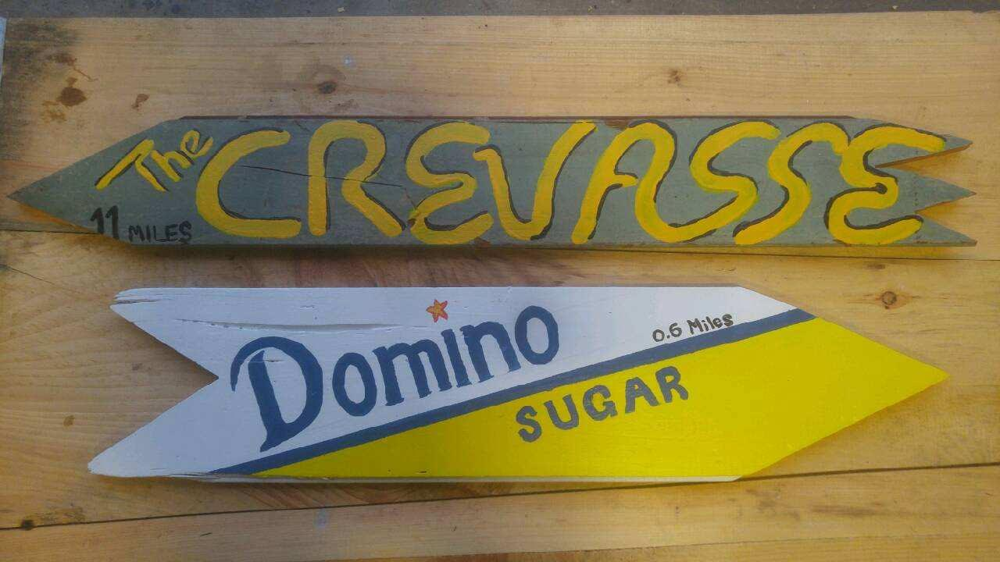 The CREVASSE
11 MILES
Domino
0.6 Miles
SUGAR